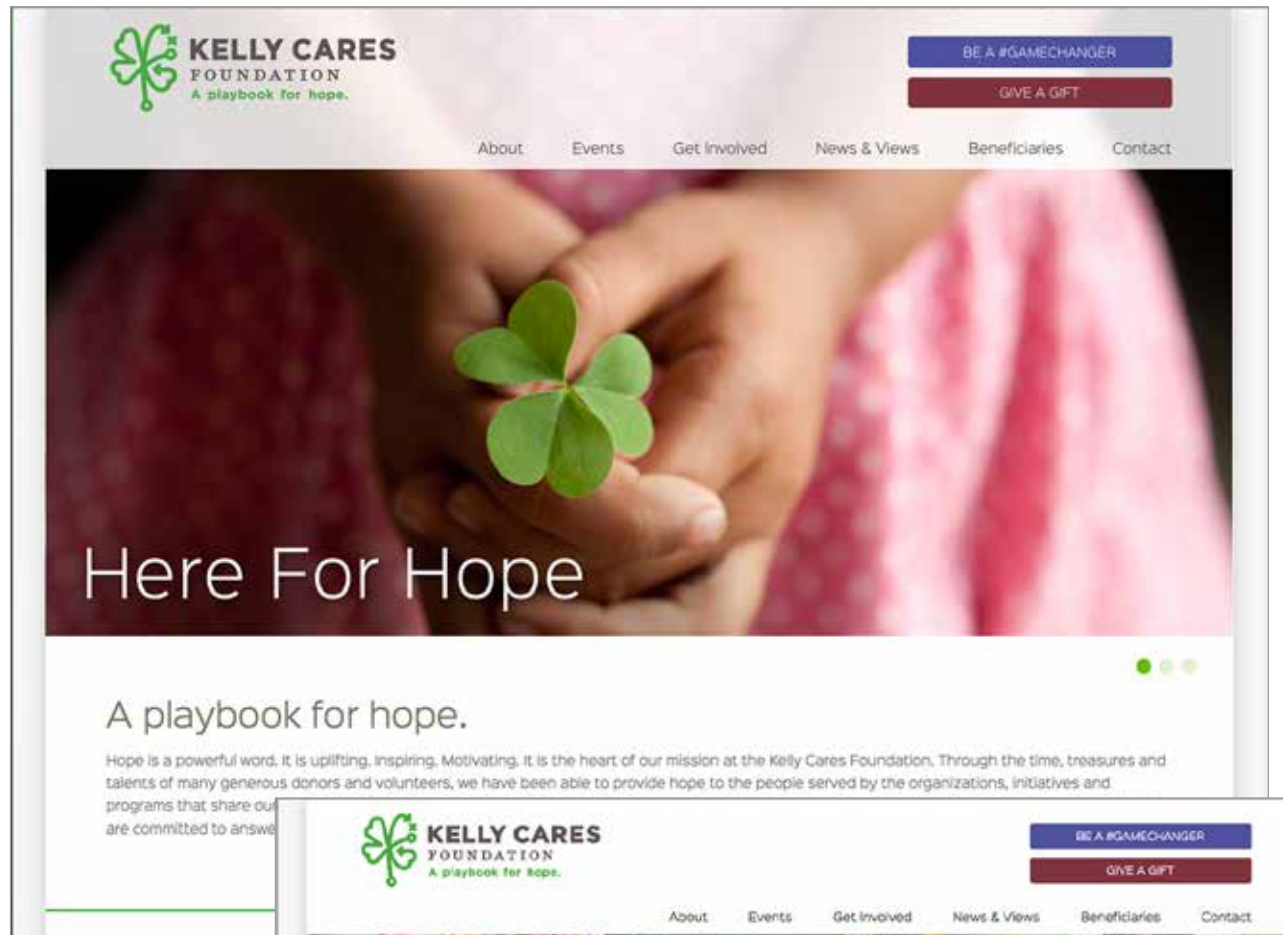 KELLY CARES
FOUNDATION
A playbook for hope.
BE A #GAMECHANGER
GIVE A GIFT
About Events Get Involved News & Views Beneficiaries Contact
Here For Hope
A playbook for hope.
Hope is a powerful word. It is uplifting. Inspiring. Motivating. It is the heart of our mission at the Kelly Cares Foundation. Through the time, treasures and
talents of many generous donors and volunteers, we have been able to provide hope to the people served by the organizations, initiatives and
programs that share
are committed to
KELLY CARES
FOUNDATION
A playbook for hope.
BE A #GAMECHANGER
GIVE A GIFT
About Events Get Involved News & Views Beneficiaries Contact